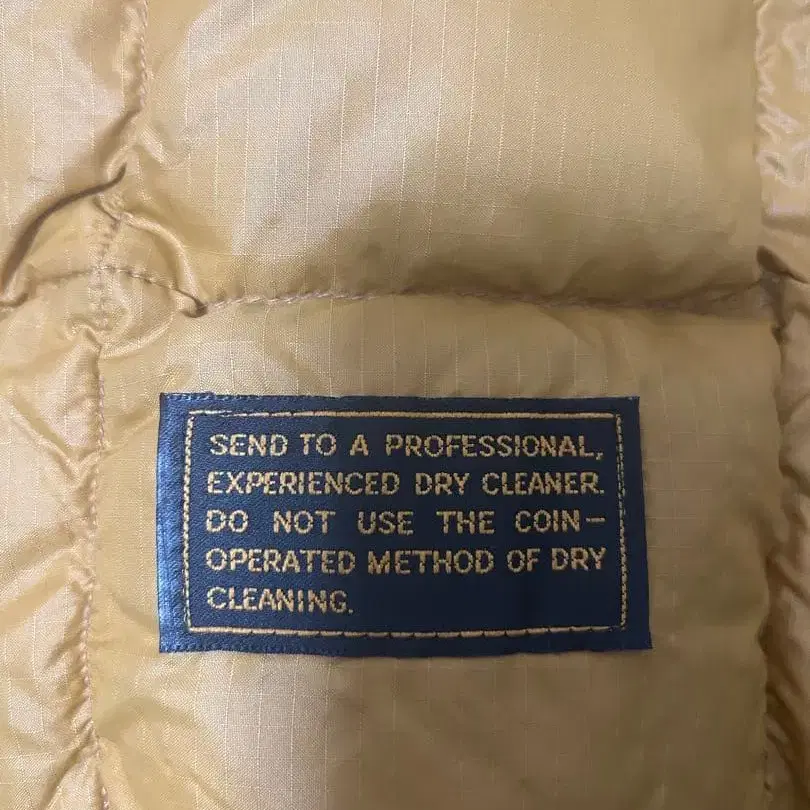 SEND TO A PROFESSIONAL,
EXPERIENCED DRY CLEANER.
DO NOT USE THE COIN-
OPERATED METHOD OF DRY
CLEANING.